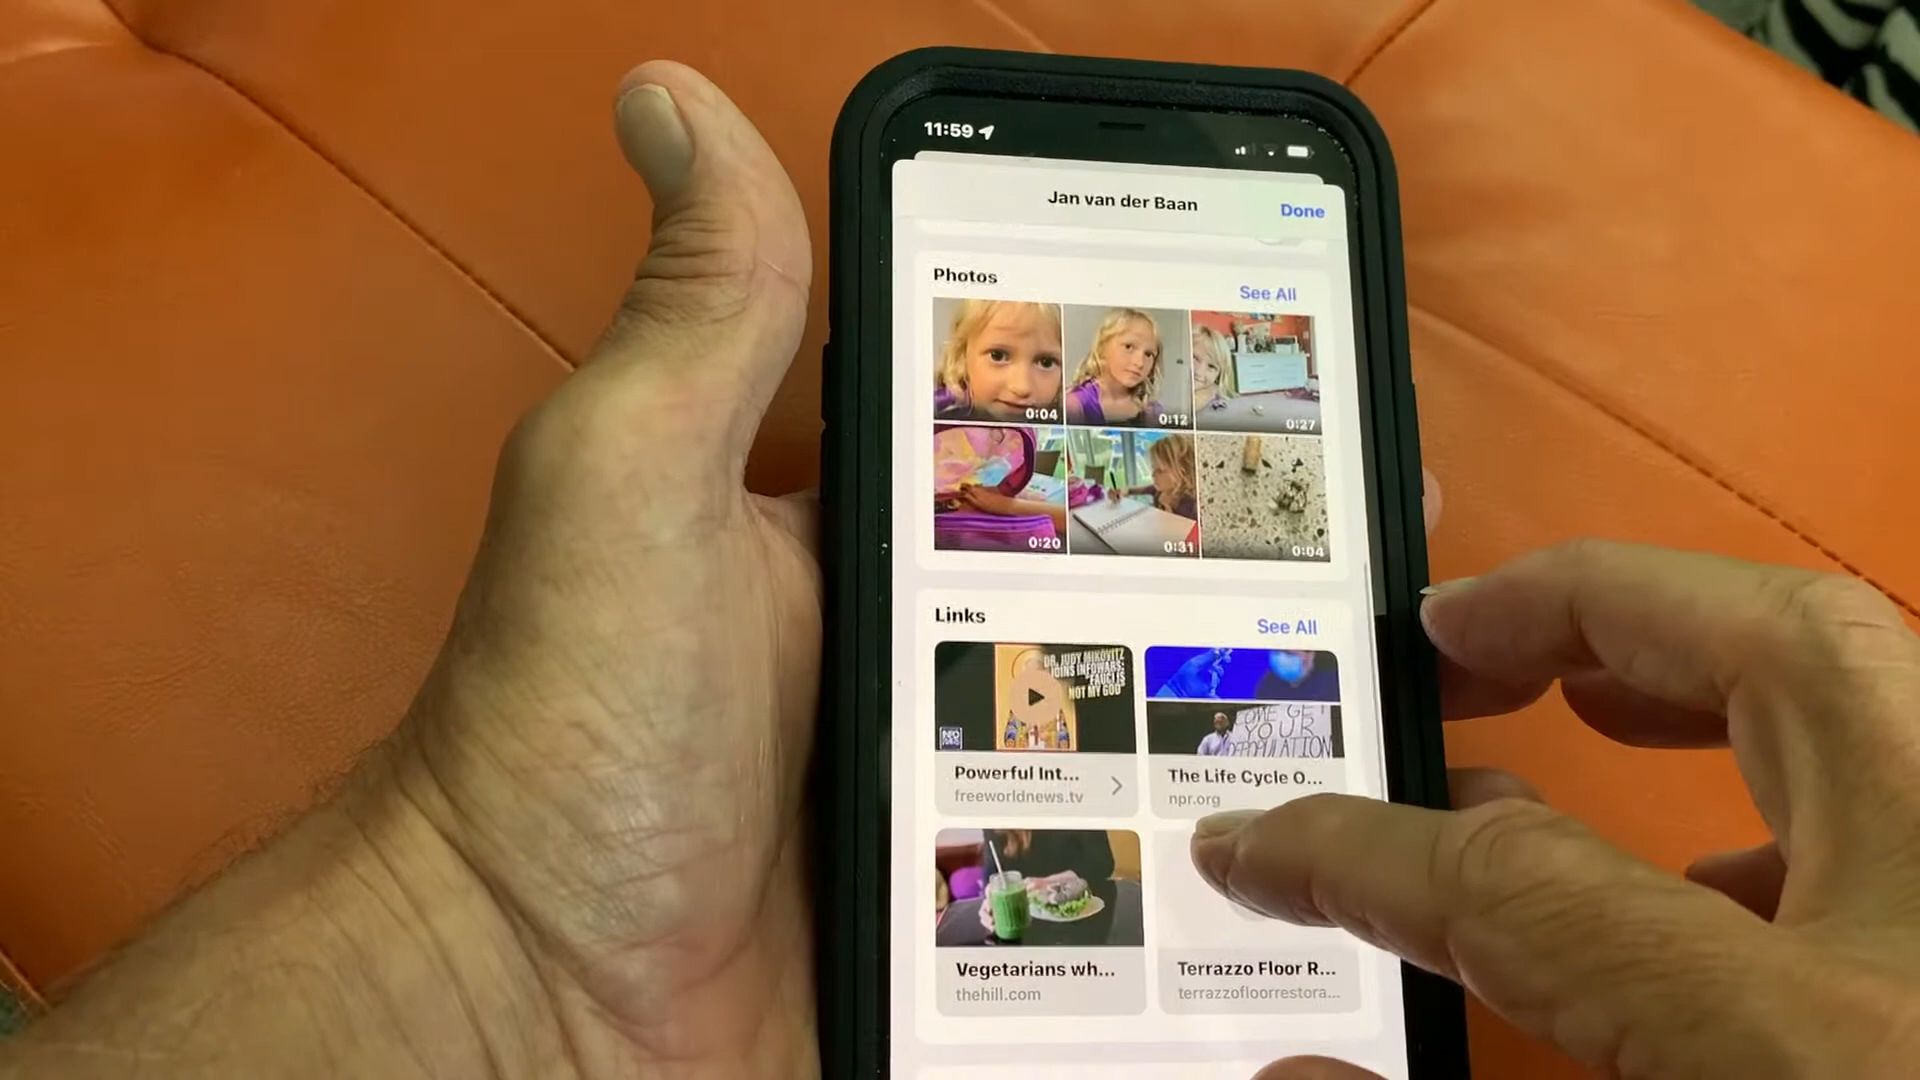 11:59
Jan van der Baan
Done
Photos
See All
0:04
0:12
0:27
0:20
0:31
0:04
Links
See All
DR. JUDY MIKOVITZ
JOINS INFOWARS:
"FAUCI IS
NOT MY GOD"
INFO
COME GET
YOUR
DEPOPULATION
Powerful Int...
freeworldnews.tv
The Life Cycle O...
npr.org
Vegetarians wh...
thehill.com
Terrazzo Floor R...
terrazzofloorrestora...